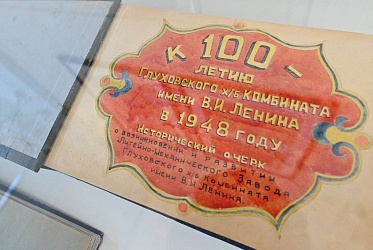 К 100-
ЛЕТИЮ
ГЛУХОВСКОГО Х/Б КОМБИНАТА
ИМЕНИ В.И. ЛЕНИНА
В 1948 ГОДУ
ИСТОРИЧЕСКИЙ ОЧЕРК
О ВОЗНИКНОВЕНИИ И РАЗВИТИИ
ЛИТЕЙНО-МЕХАНИЧЕСКОГО ЗАВОДА
ГЛУХОВСКОГО Х/Б КОМБИНАТА
ИМЕНИ В.И. ЛЕНИНА.